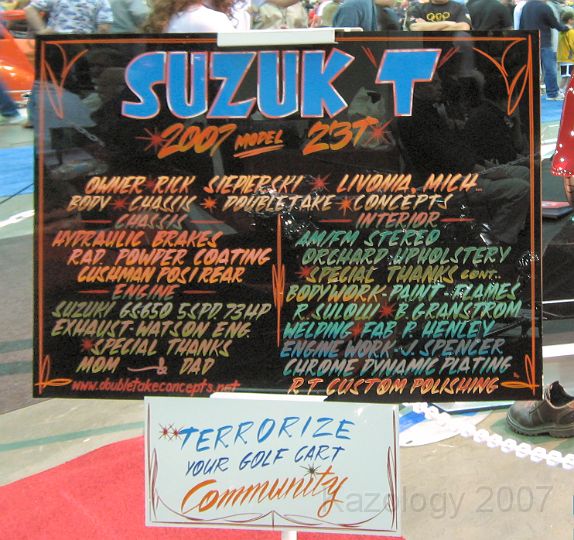 SUZUK T
2007 MODEL 23T
OWNER RICK SIEPIERSKI LIVONIA, MICH.
BODY CHASSIS DOUBLETAKE CONCEPTS
CHASSIS
HYDRAULIC BRAKES
RAD. POWDER COATING
CUSHMAN POSI REAR
ENGINE
SUZUKI GS650 5SPD. 73HP
EXHAUST-WATSON ENG.
SPECIAL THANKS
MOM & DAD
www.doubletakeconcepts.net
INTERIOR
AM/FM STEREO
ORCHARD UPHOLSTERY
SPECIAL THANKS CONT.
BODYWORK-PAINT-FLAMES
R. SULOWI B. GRANSTROM
WELDING FAB P. HENLEY
ENGINE WORK-J. SPENCER
CHROME DYNAMIC PLATING
R T CUSTOM POLISHING
TERRORIZE
YOUR GOLF CART
Community
Kazology 2007